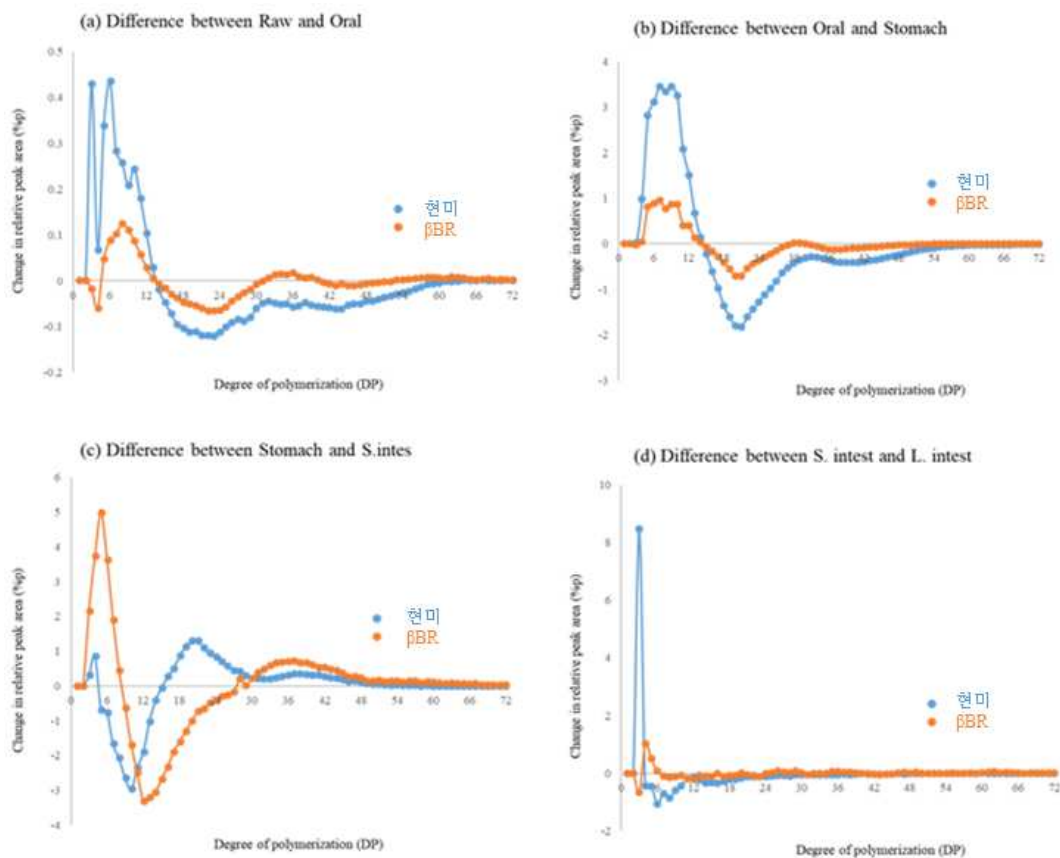 (a) Difference between Raw and Oral
Change in relative peak area (%p)
0.5
0.4
0.3
0.2
0.1
0
-0.1
-0.2
0 6 12 18 24 30 36 42 48 54 60 66 72
현미
βBR
Degree of polymerization (DP)
(b) Difference between Oral and Stomach
Change in relative peak area (%p)
4
3
2
1
0
-1
-2
-3
0 6 12 18 24 30 36 42 48 54 60 66 72
현미
βBR
Degree of polymerization (DP)
(c) Difference between Stomach and S.intes
Change in relative peak area (%p)
6
5
4
3
2
1
0
-1
-2
-3
-4
0 6 12 18 24 30 36 42 48 54 60 66 72
현미
βBR
Degree of polymerization (DP)
(d) Difference between S. intest and L. intest
Change in relative peak area (%p)
10
8
6
4
2
0
-2
0 6 12 18 24 30 36 42 48 54 60 66 72
현미
βBR
Degree of polymerization (DP)